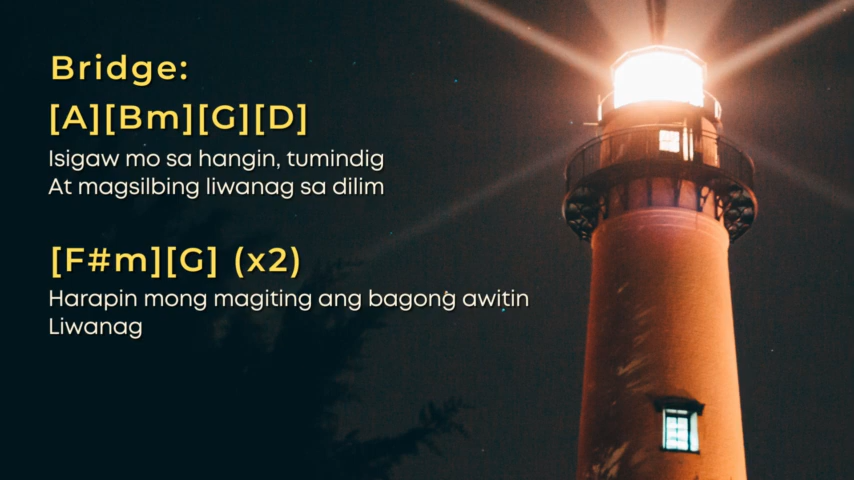 Bridge:
[A][Bm][G][D]
Isigaw mo sa hangin, tumindig
At magsilbing liwanag sa dilim
[F#m][G] (x2)
Harapin mong magiting ang bagong awitin
Liwanag